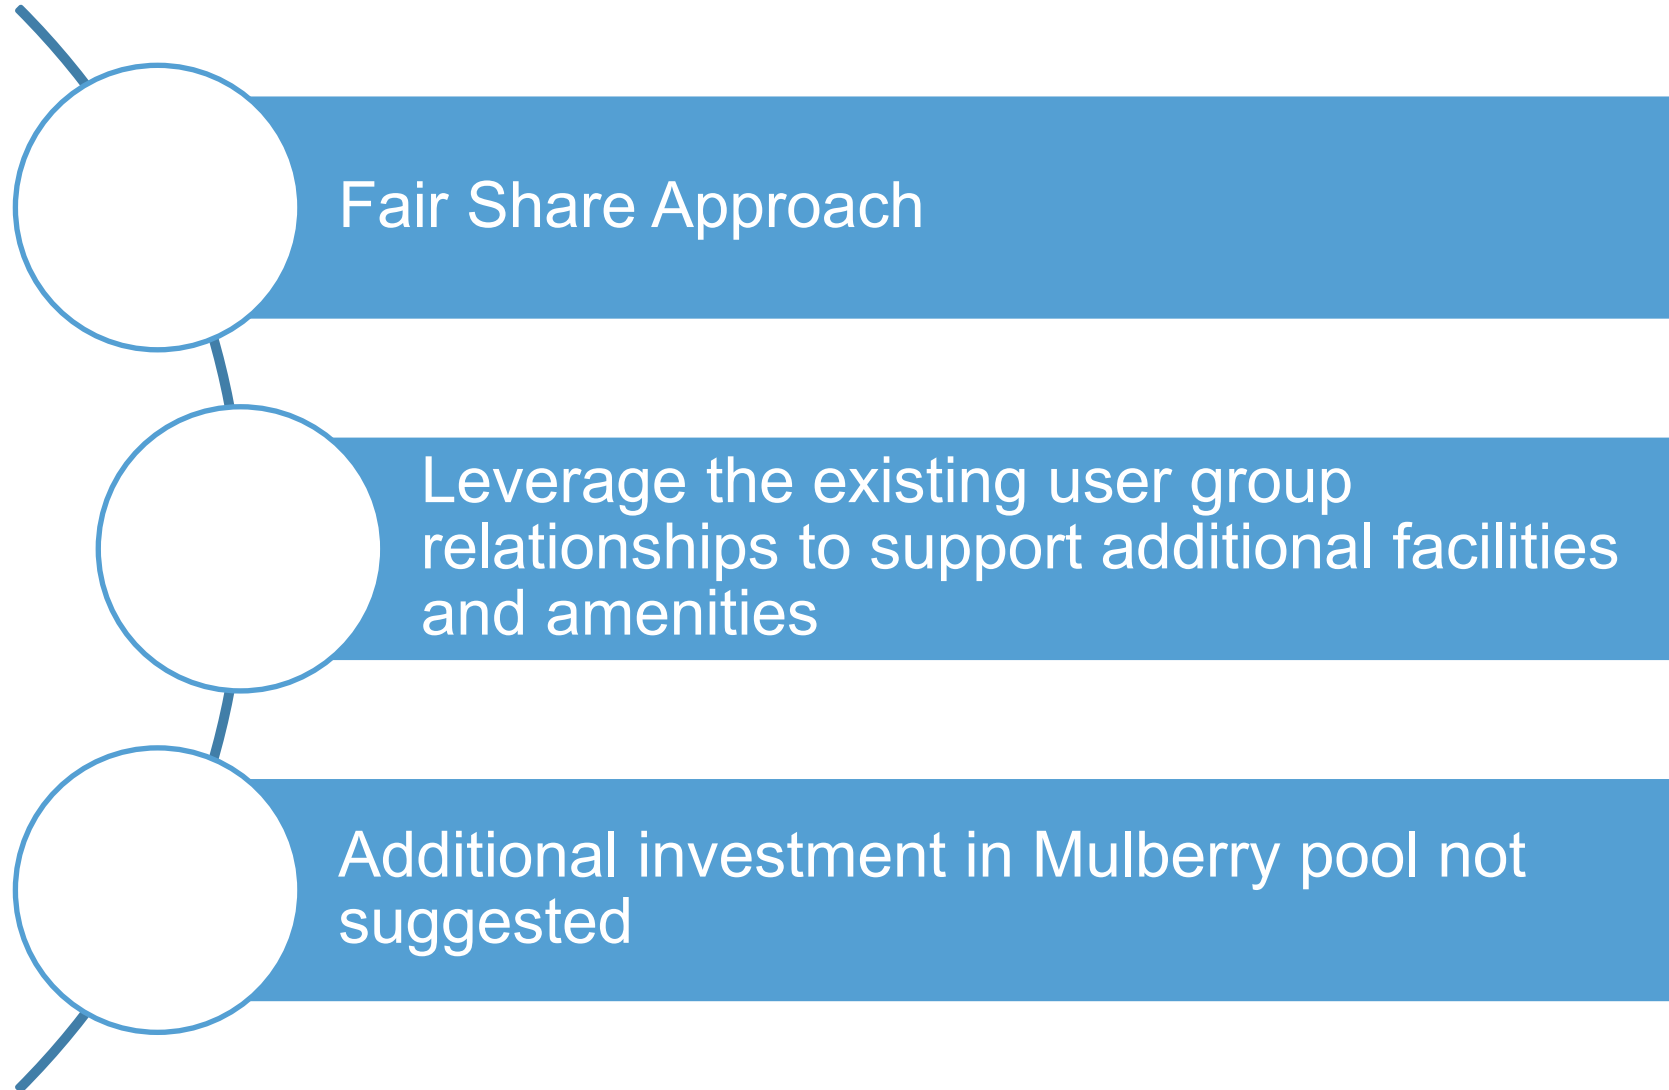 Fair Share Approach
Leverage the existing user group
relationships to support additional facilities
and amenities
Additional investment in Mulberry pool not
suggested